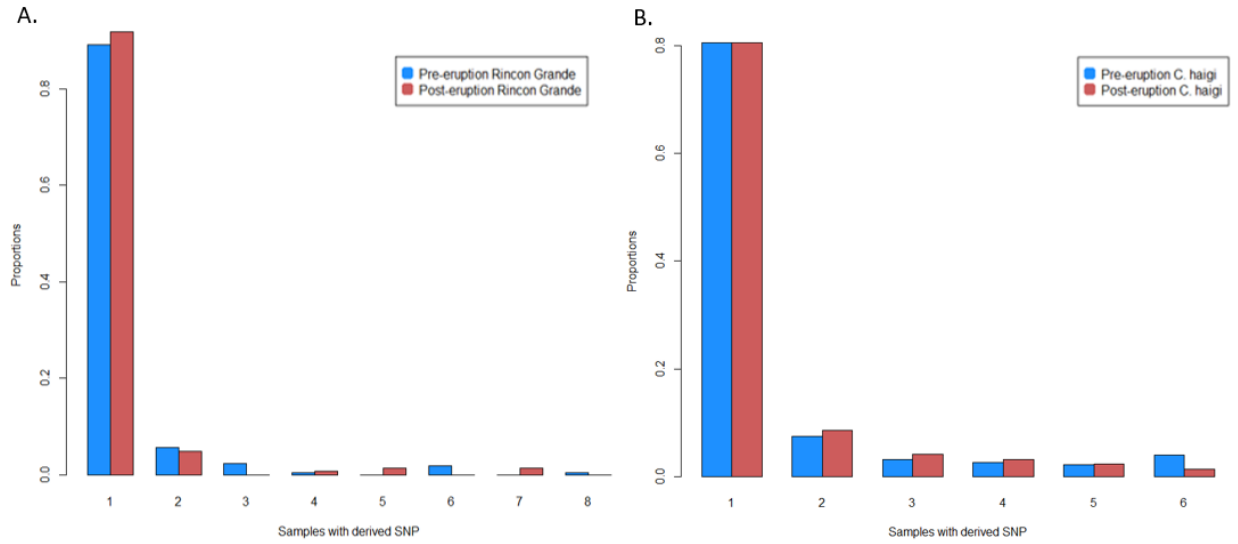 A.
Pre-eruption Rincon Grande
Post-eruption Rincon Grande
Proportions
0.8
0.6
0.4
0.2
0.0
1 2 3 4 5 6 7 8
Samples with derived SNP
B.
Pre-eruption C. haigi
Post-eruption C. haigi
Proportions
0.8
0.6
0.4
0.2
0.0
1 2 3 4 5 6
Samples with derived SNP